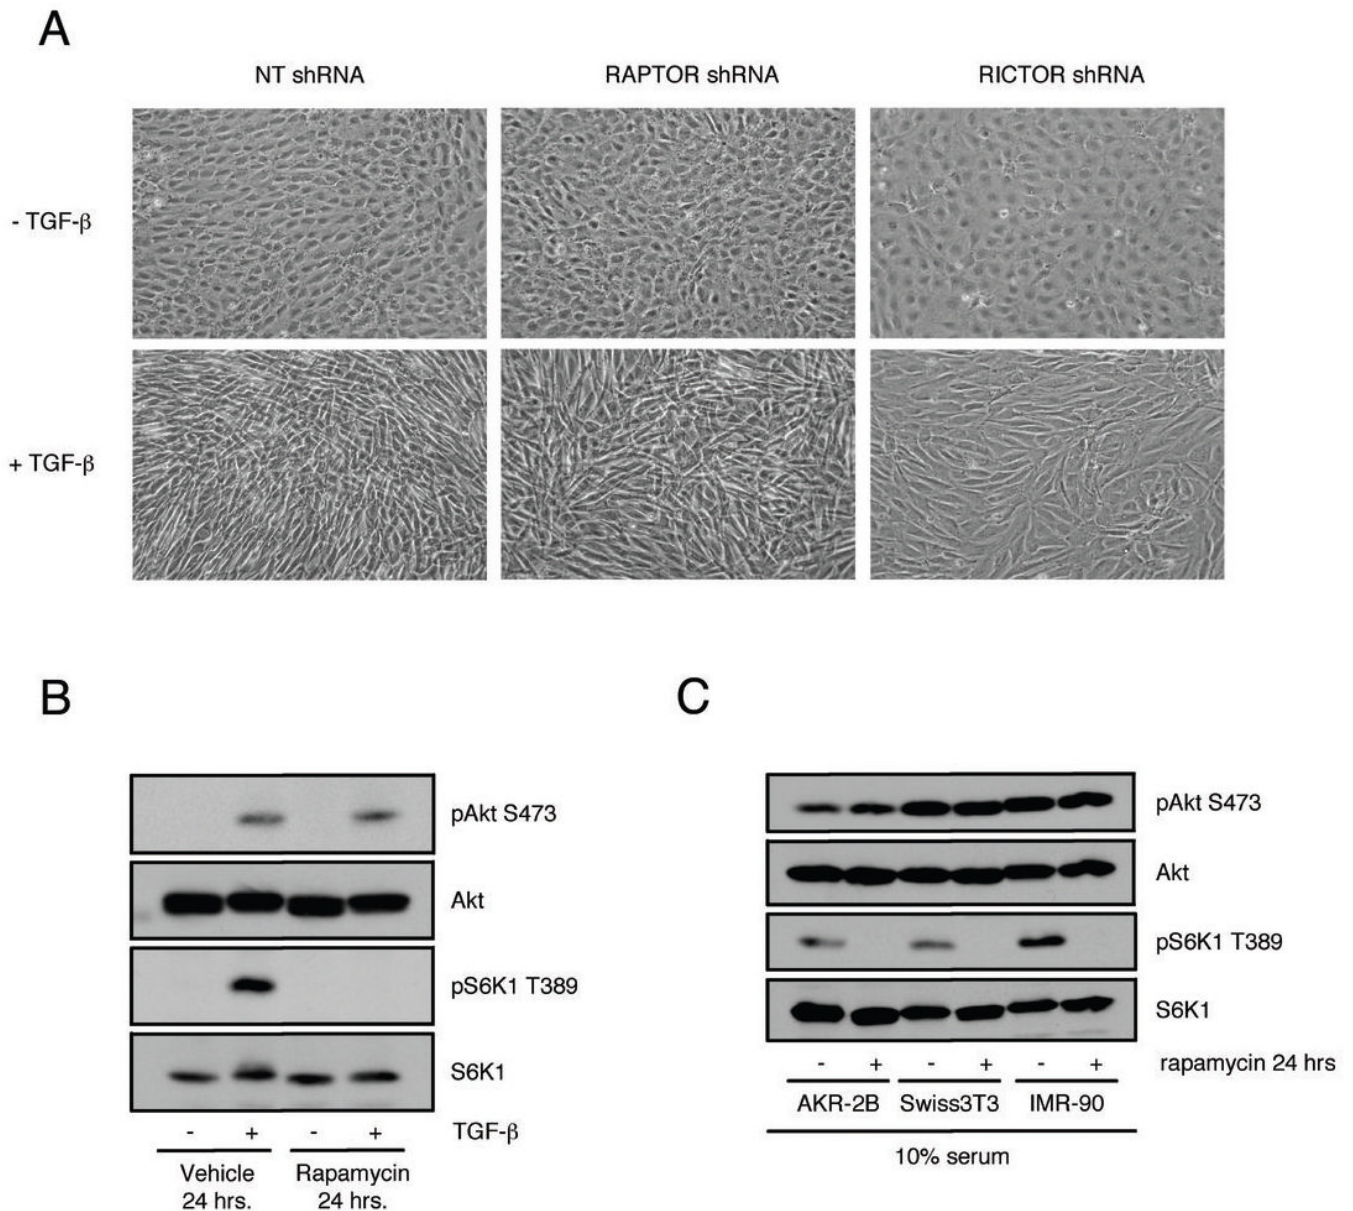 A
NT shRNA
RAPTOR shRNA
RICTOR shRNA
- TGF-β
+ TGF-β
B
pAkt S473
Akt
pS6K1 T389
S6K1
- + - + TGF-β
Vehicle
24 hrs.
Rapamycin
24 hrs.
C
pAkt S473
Akt
pS6K1 T389
S6K1
- + - + - + rapamycin 24 hrs
AKR-2B Swiss3T3 IMR-90
10% serum